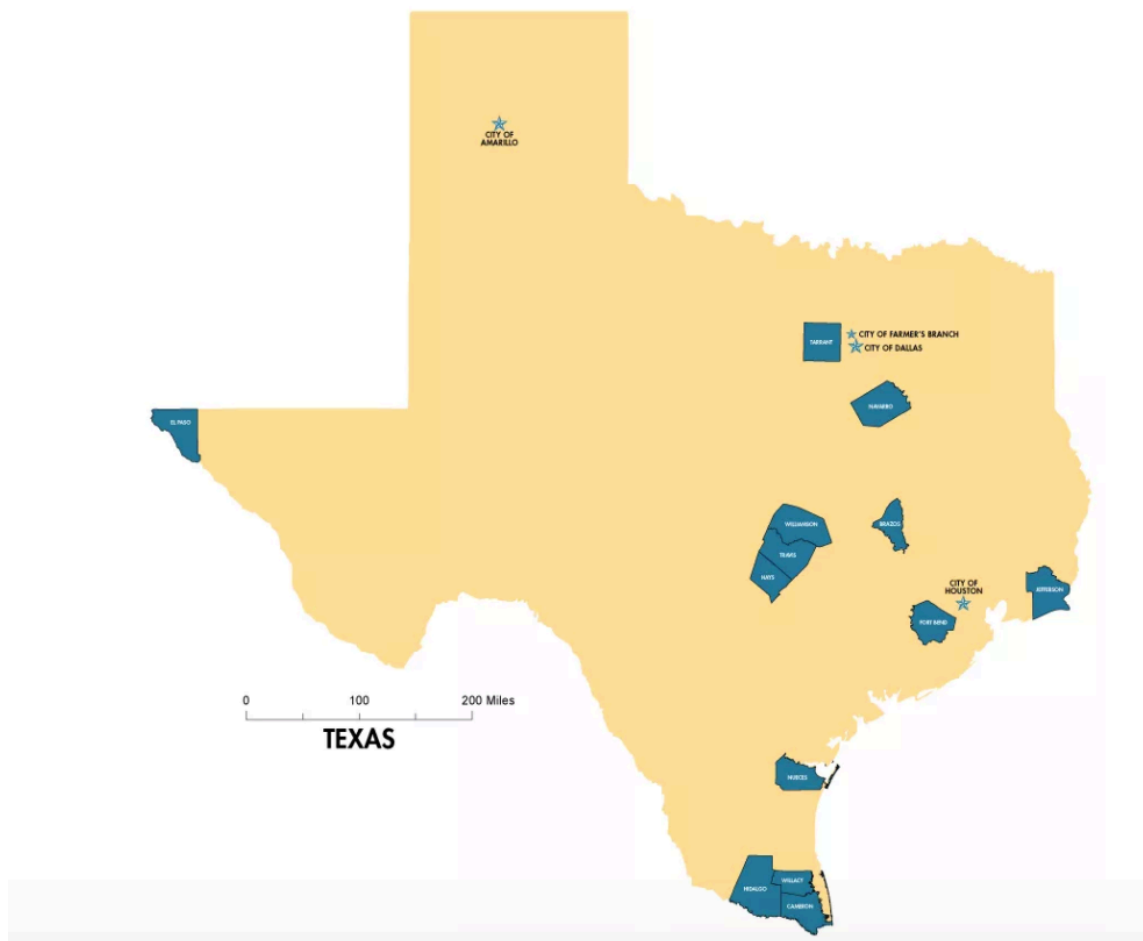 CITY OF
AMARILLO
TARRANT
CITY OF FARMER'S BRANCH
CITY OF DALLAS
NAVARRO
EL PASO
WILLIAMSON
BRAZOS
TRAVIS
HAYS
CITY OF
HOUSTON
JEFFERSON
FORT BEND
0 100 200 Miles
TEXAS
NUECES
HIDALGO
WILLACY
CAMERON